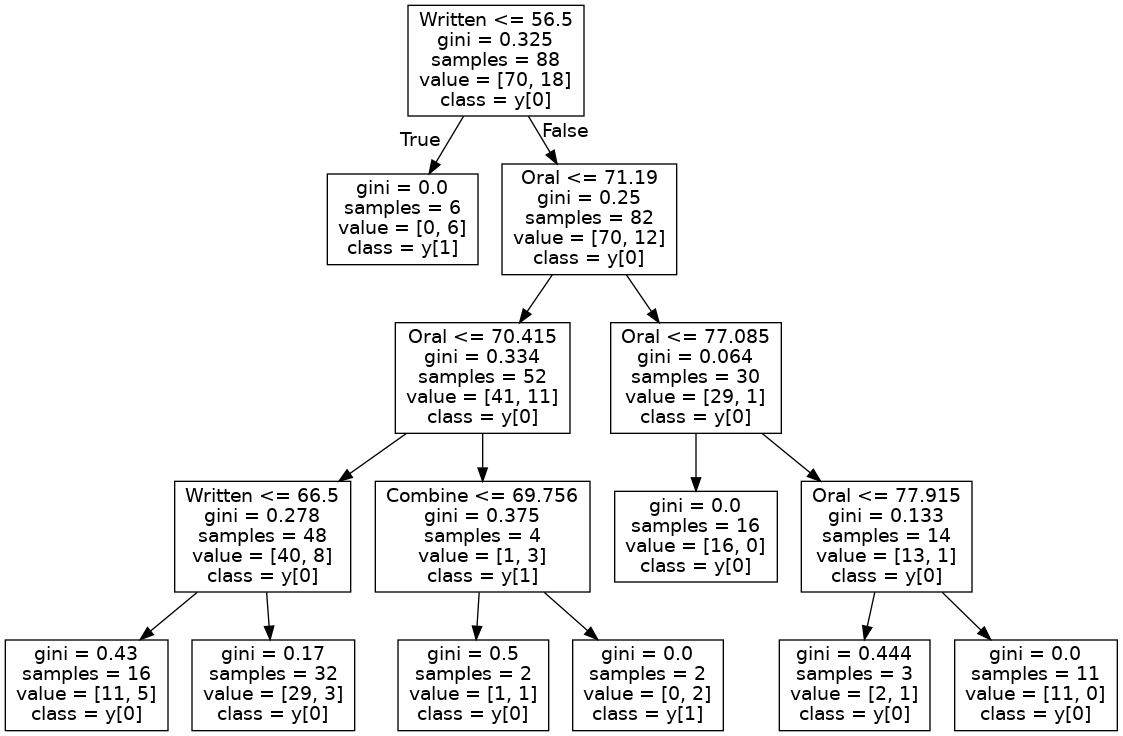 Written <= 56.5
gini = 0.325
samples = 88
value = [70, 18]
class = y[0]
True
False
gini = 0.0
samples = 6
value = [0, 6]
class = y[1]
Oral <= 71.19
gini = 0.25
samples = 82
value = [70, 12]
class = y[0]
Oral <= 70.415
gini = 0.334
samples = 52
value = [41, 11]
class = y[0]
Oral <= 77.085
gini = 0.064
samples = 30
value = [29, 1]
class = y[0]
Written <= 66.5
gini = 0.278
samples = 48
value = [40, 8]
class = y[0]
Combine <= 69.756
gini = 0.375
samples = 4
value = [1, 3]
class = y[1]
gini = 0.0
samples = 16
value = [16, 0]
class = y[0]
Oral <= 77.915
gini = 0.133
samples = 14
value = [13, 1]
class = y[0]
gini = 0.43
samples = 16
value = [11, 5]
class = y[0]
gini = 0.17
samples = 32
value = [29, 3]
class = y[0]
gini = 0.5
samples = 2
value = [1, 1]
class = y[0]
gini = 0.0
samples = 2
value = [0, 2]
class = y[1]
gini = 0.444
samples = 3
value = [2, 1]
class = y[0]
gini = 0.0
samples = 11
value = [11, 0]
class = y[0]